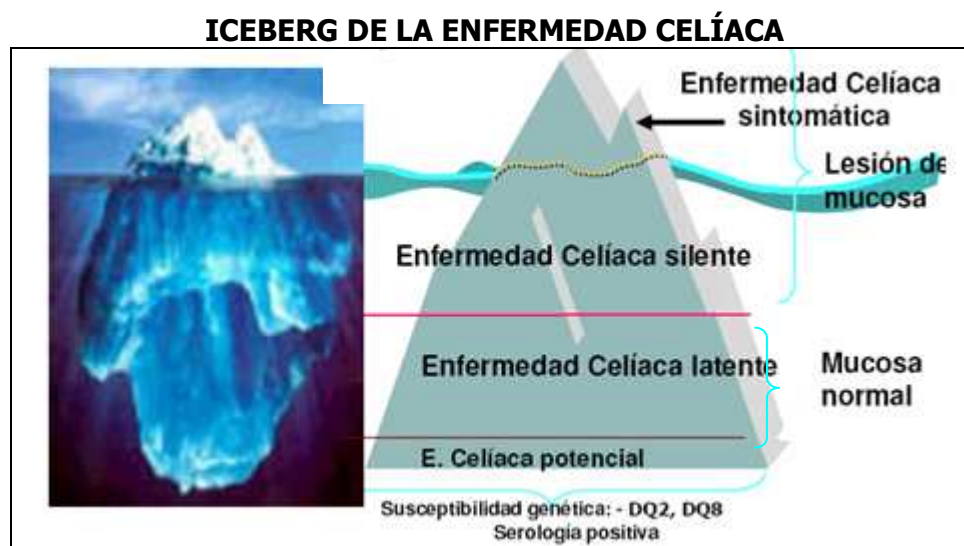 ICEBERG DE LA ENFERMEDAD CELÍACA
Enfermedad Celíaca
sintomática
Lesión de
mucosa
Enfermedad Celíaca silente
Enfermedad Celíaca latente
Mucosa
normal
E. Celíaca potencial
Susceptibilidad genética: - DQ2, DQ8
Serología positiva